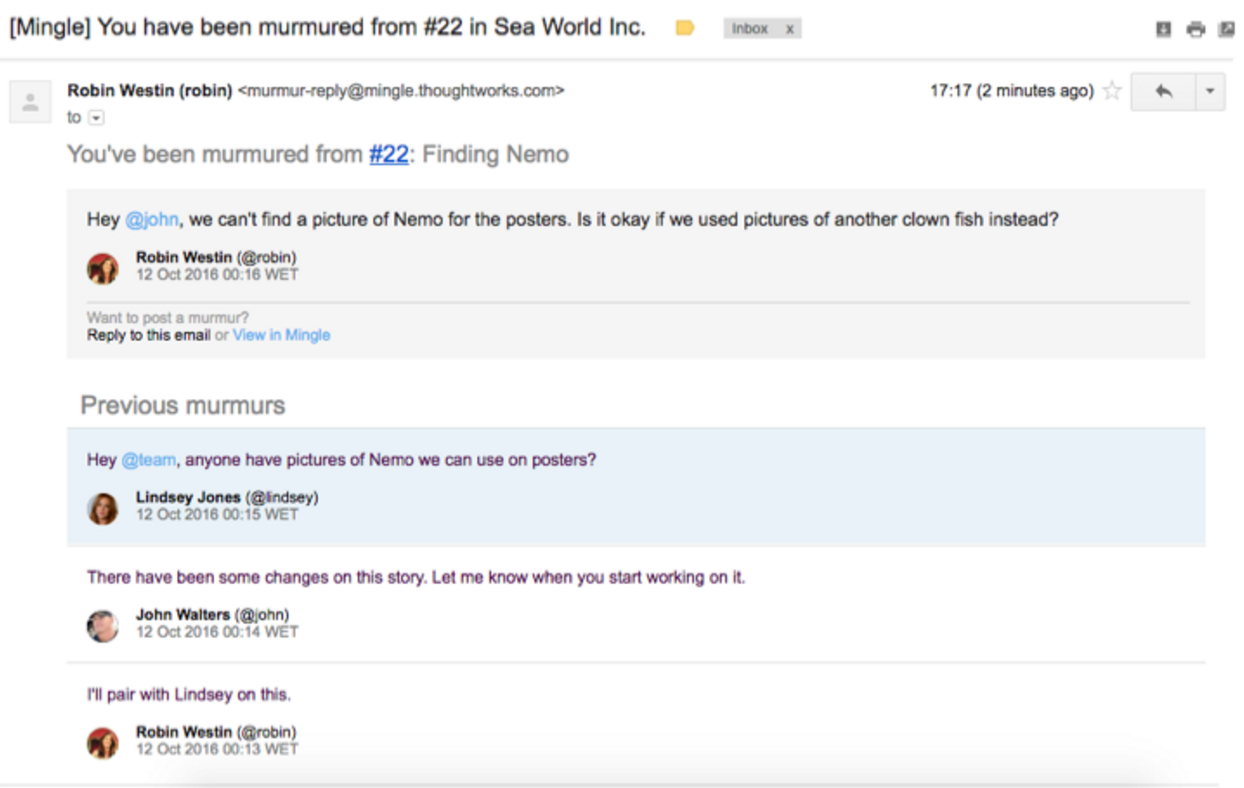 [Mingle] You have been murmured from #22 in Sea World Inc. Inbox x
Robin Westin (robin) <murmur-reply@mingle.thoughtworks.com> 17:17 (2 minutes ago)
to
You've been murmured from #22: Finding Nemo
Hey @john, we can't find a picture of Nemo for the posters. Is it okay if we used pictures of another clown fish instead?
Robin Westin (@robin)
12 Oct 2016 00:16 WET
Want to post a murmur?
Reply to this email or View in Mingle
Previous murmurs
Hey @team, anyone have pictures of Nemo we can use on posters?
Lindsey Jones (@lindsey)
12 Oct 2016 00:15 WET
There have been some changes on this story. Let me know when you start working on it.
John Walters (@john)
12 Oct 2016 00:14 WET
I'll pair with Lindsey on this.
Robin Westin (@robin)
12 Oct 2016 00:13 WET